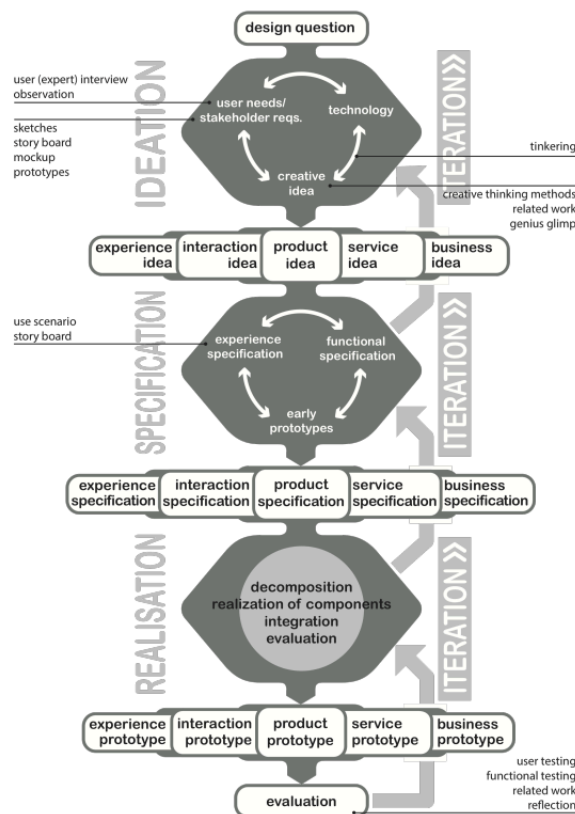 design question
IDEATION
ITERATION »
user (expert) interview
observation
sketches
story board
mockup
prototypes
user needs/
stakeholder reqs.
technology
creative
idea
tinkering
creative thinking methods
related work
genius glimp
experience
idea
interaction
idea
product
idea
service
idea
business
idea
SPECIFICATION
ITERATION »
use scenario
story board
experience
specification
functional
specification
early
prototypes
experience
specification
interaction
specification
product
specification
service
specification
business
specification
REALISATION
ITERATION »
decomposition
realization of components
integration
evaluation
experience
prototype
interaction
prototype
product
prototype
service
prototype
business
prototype
evaluation
user testing
functional testing
related work
reflection